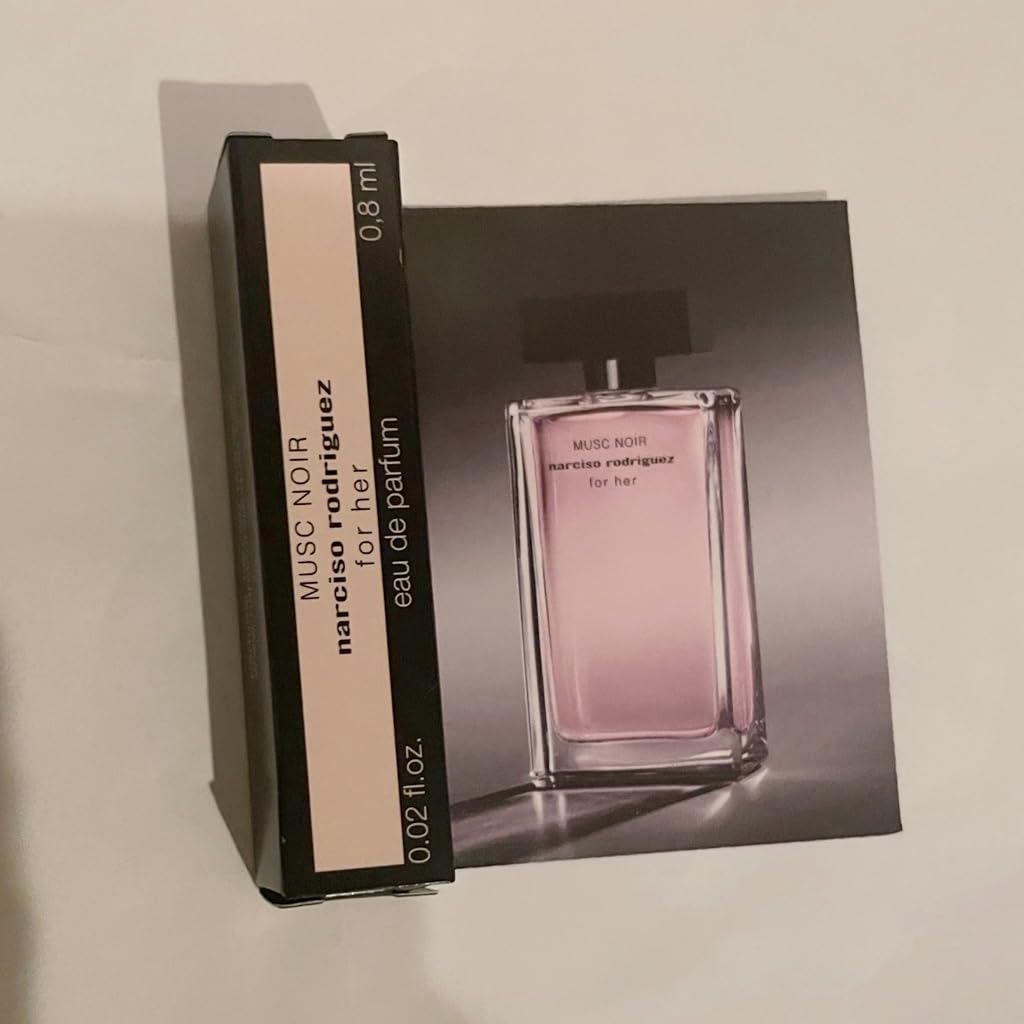 MUSC NOIR
narciso rodriguez
for her
eau de parfum
0.02 fl.oz.
0,8 ml
MUSC NOIR
narciso rodriguez
for her